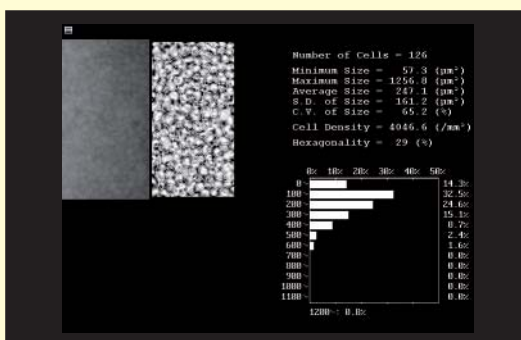 Number of Cells = 126
Minimum Size = 57.3 (µm²)
Maximum Size = 1256.8 (µm²)
Average Size = 247.1 (µm²)
S.D. of Size = 161.2 (µm²)
C.V. of Size = 65.2 (%)
Cell Density = 4046.6 (/mm²)
Hexagonality = 29 (%)
0% 10% 20% 30% 40% 50%
0~ 14.3%
100~ 32.5%
200~ 24.6%
300~ 15.1%
400~ 8.7%
500~ 2.4%
600~ 1.6%
700~ 0.0%
800~ 0.0%
900~ 0.0%
1000~ 0.0%
1100~ 0.0%
1200~: 0.8%